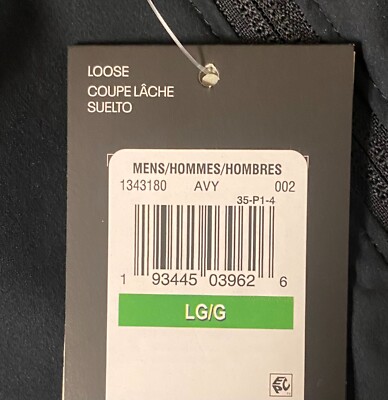 LOOSE
COUPE LÂCHE
SUELTO
MENS/HOMMES/HOMBRES
1343180 AVY 002
35-P1-4
1 93445 03962 6
LG/G